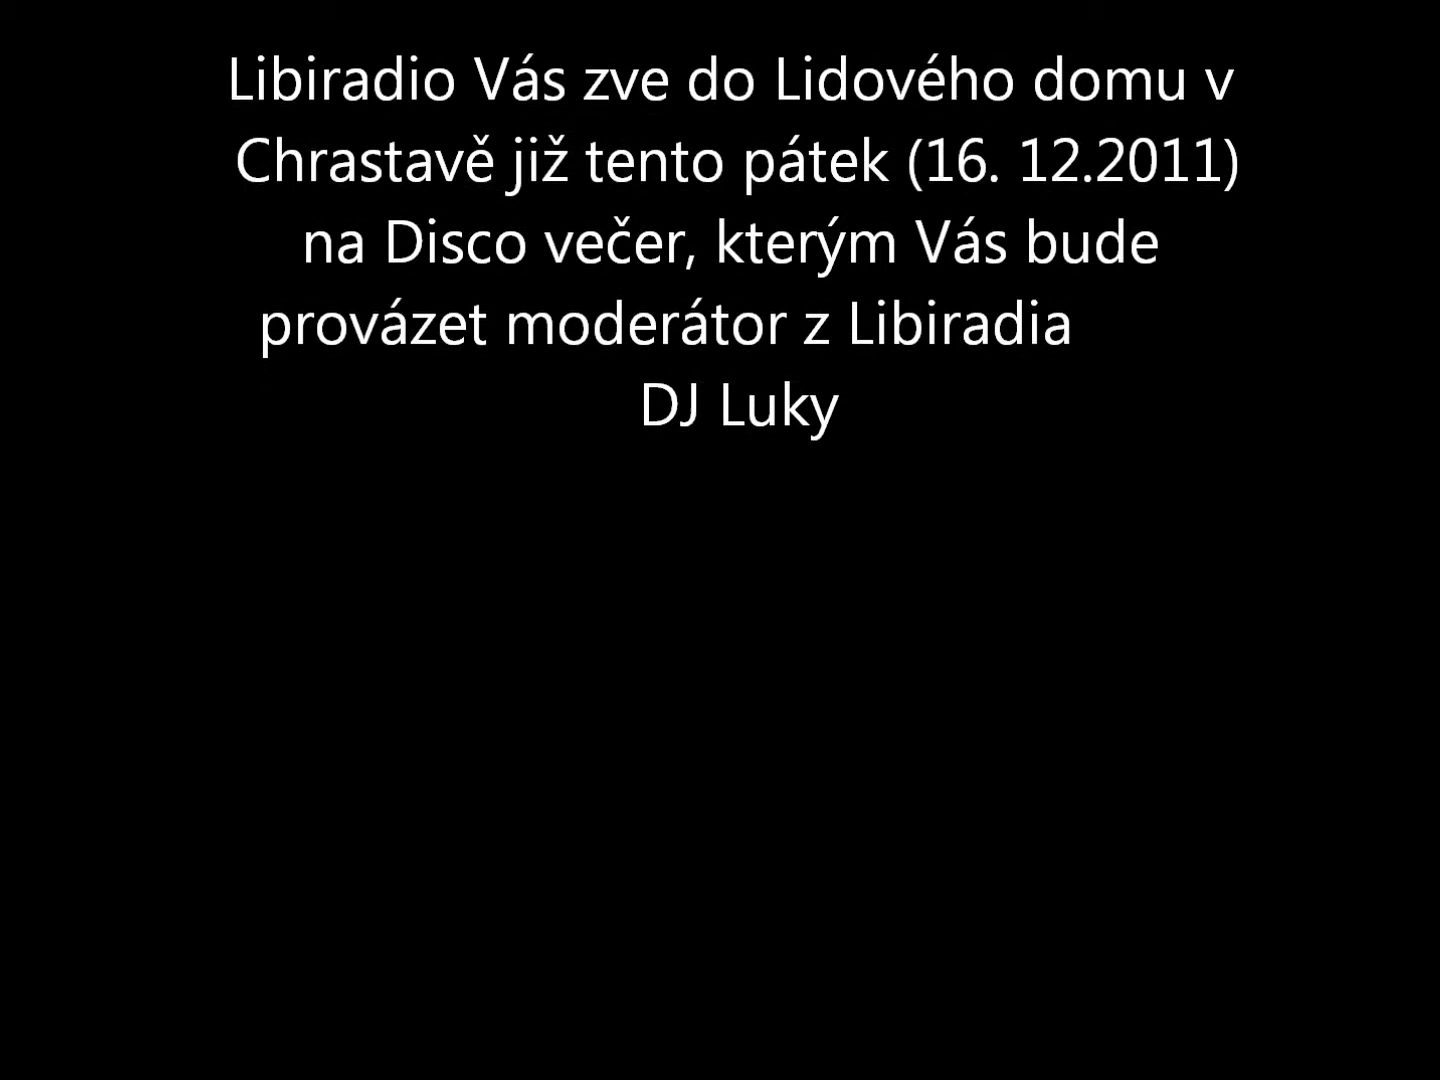 Libiradio Vás zve do Lidového domu v
Chrastavě již tento pátek (16. 12.2011)
na Disco večer, kterým Vás bude
provázet moderátor z Libiradia
DJ Luky